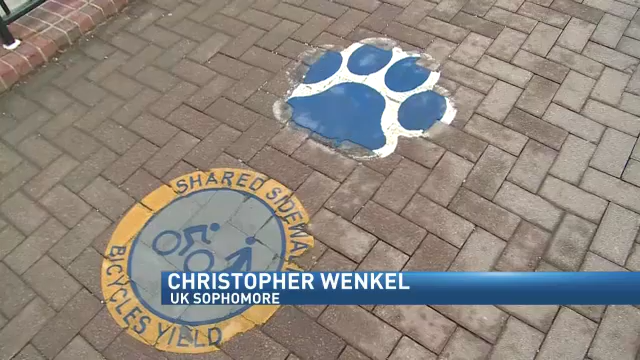 SHARED SIDEWA
BICYCLES YIELD
CHRISTOPHER WENKEL
UK SOPHOMORE